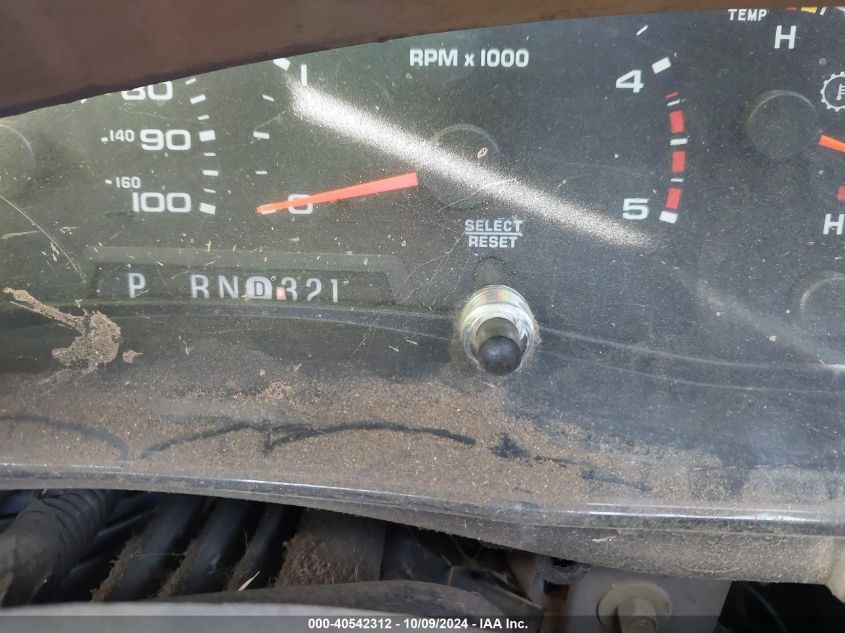 TEMP
H
RPM x 1000
1
4
80
140 90
160 100
0
5
H
SELECT
RESET
P RND321
000-40542312 / 10/09/2024 - IAA Inc.